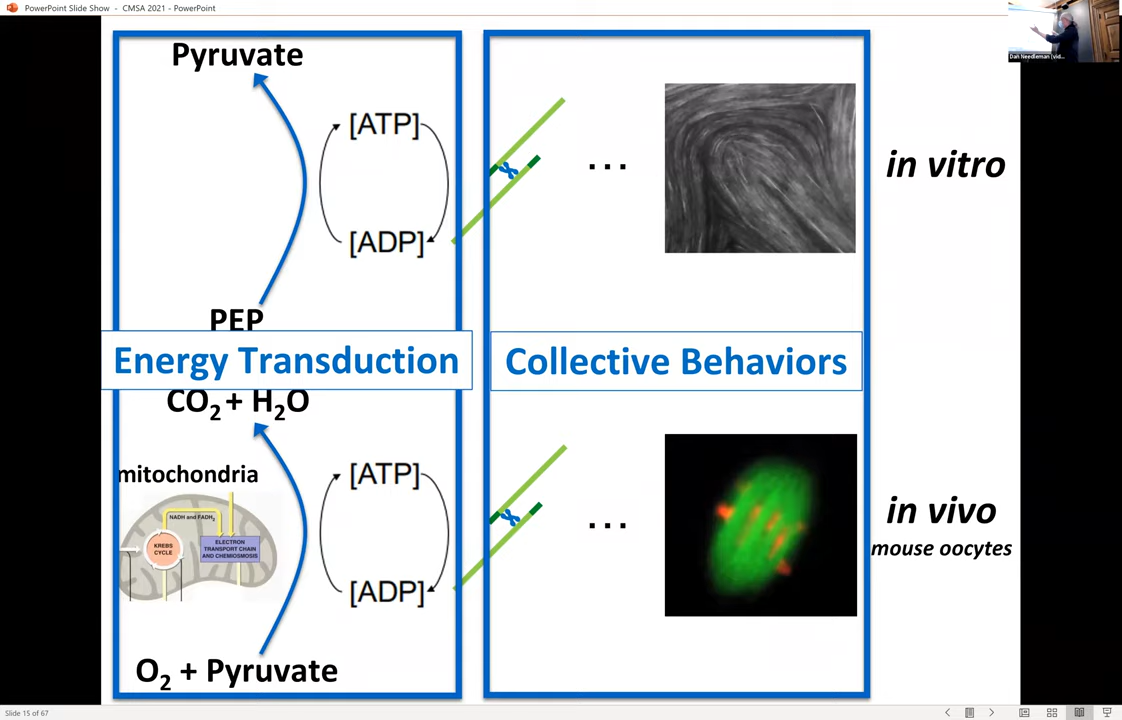 PowerPoint Slide Show - CMSA 2021 - PowerPoint
Dan Needleman (vid...
Pyruvate
[ATP]
[ADP]
PEP
...
in vitro
Energy Transduction
Collective Behaviors
CO2 + H2O
mitochondria
NADH and FADH2
KREBS
CYCLE
ELECTRON
TRANSPORT CHAIN
AND CHEMIOSMOSIS
[ATP]
[ADP]
O2 + Pyruvate
...
in vivo
mouse oocytes
Slide 15 of 67